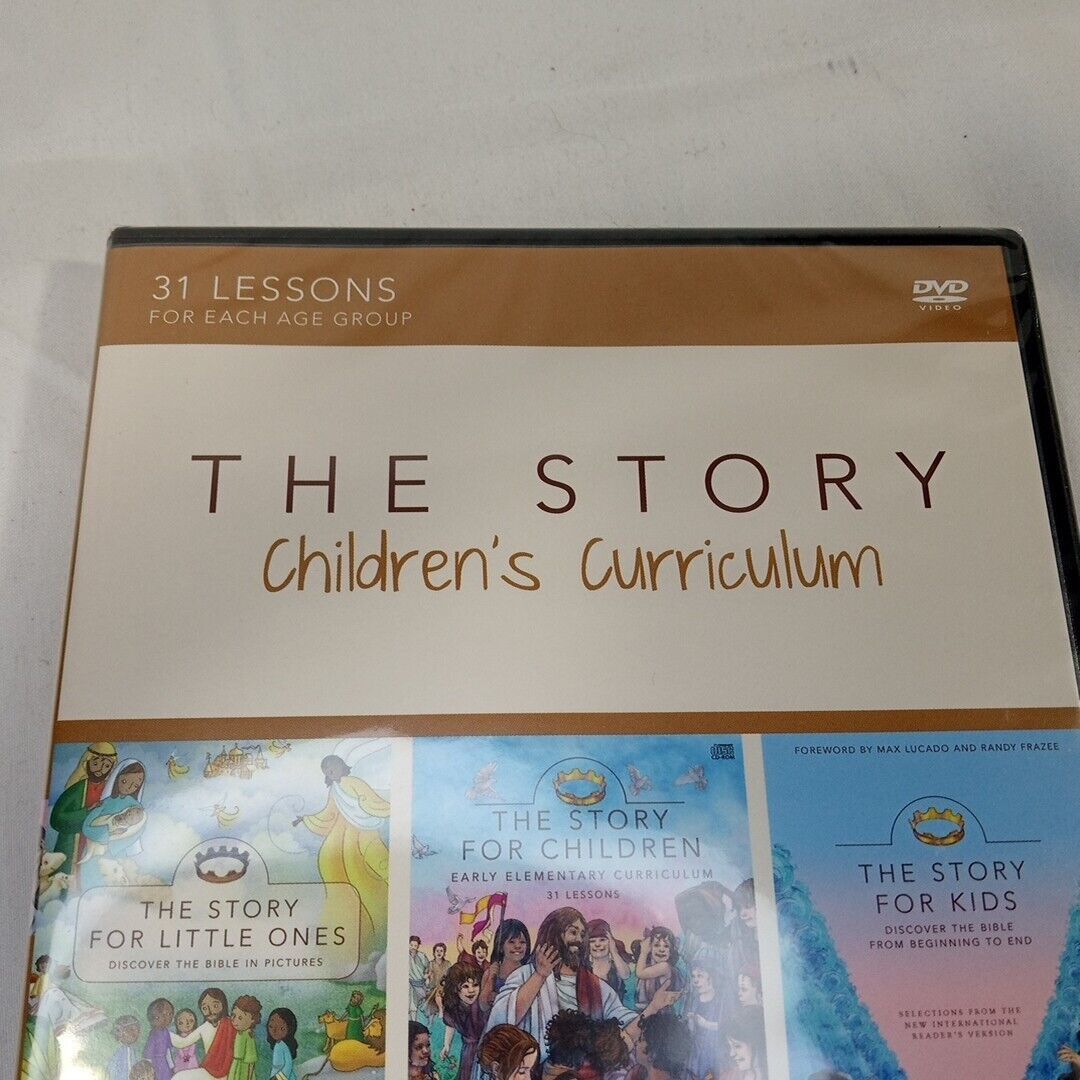 31 LESSONS
FOR EACH AGE GROUP
DVD
VIDEO
THE STORY
Children's Curriculum
THE STORY
FOR LITTLE ONES
DISCOVER THE BIBLE IN PICTURES
CD-ROM
THE STORY
FOR CHILDREN
EARLY ELEMENTARY CURRICULUM
31 LESSONS
FOREWORD BY MAX LUCADO AND RANDY FRAZEE
THE STORY
FOR KIDS
DISCOVER THE BIBLE
FROM BEGINNING TO END
SELECTIONS FROM THE
NEW INTERNATIONAL
READER'S VERSION